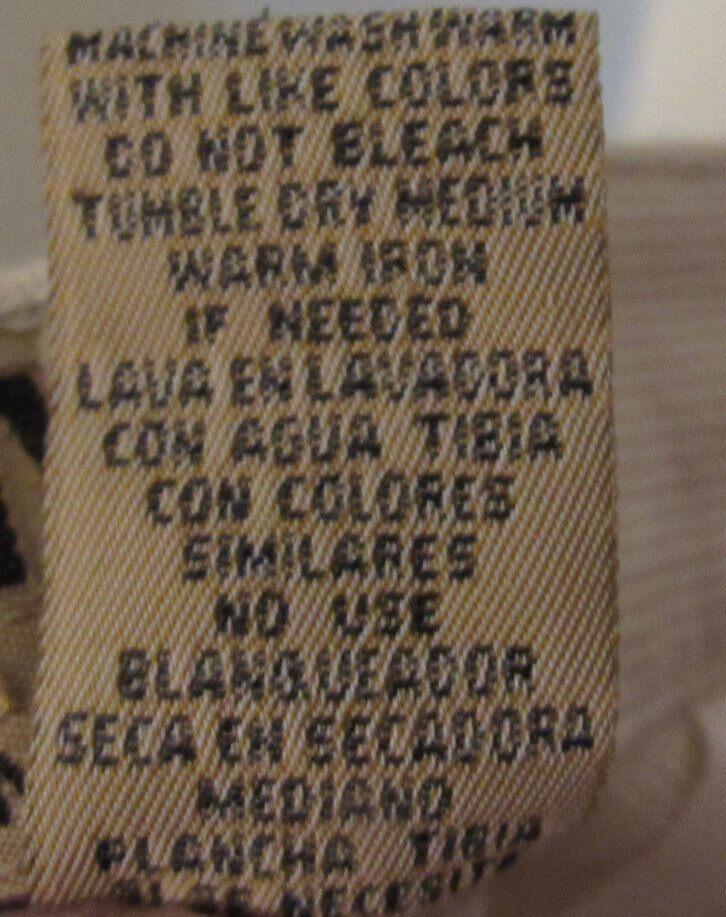 MACHINE WASH WARM
WITH LIKE COLORS
DO NOT BLEACH
TUMBLE DRY MEDIUM
WARM IRON
IF NEEDED
LAVA EN LAVADORA
CON AGUA TIBIA
CON COLORES
SIMILARES
NO USE
BLANQUEADOR
SECA EN SECADORA
MEDIANO
PLANCHA TIBIA
NECESITA